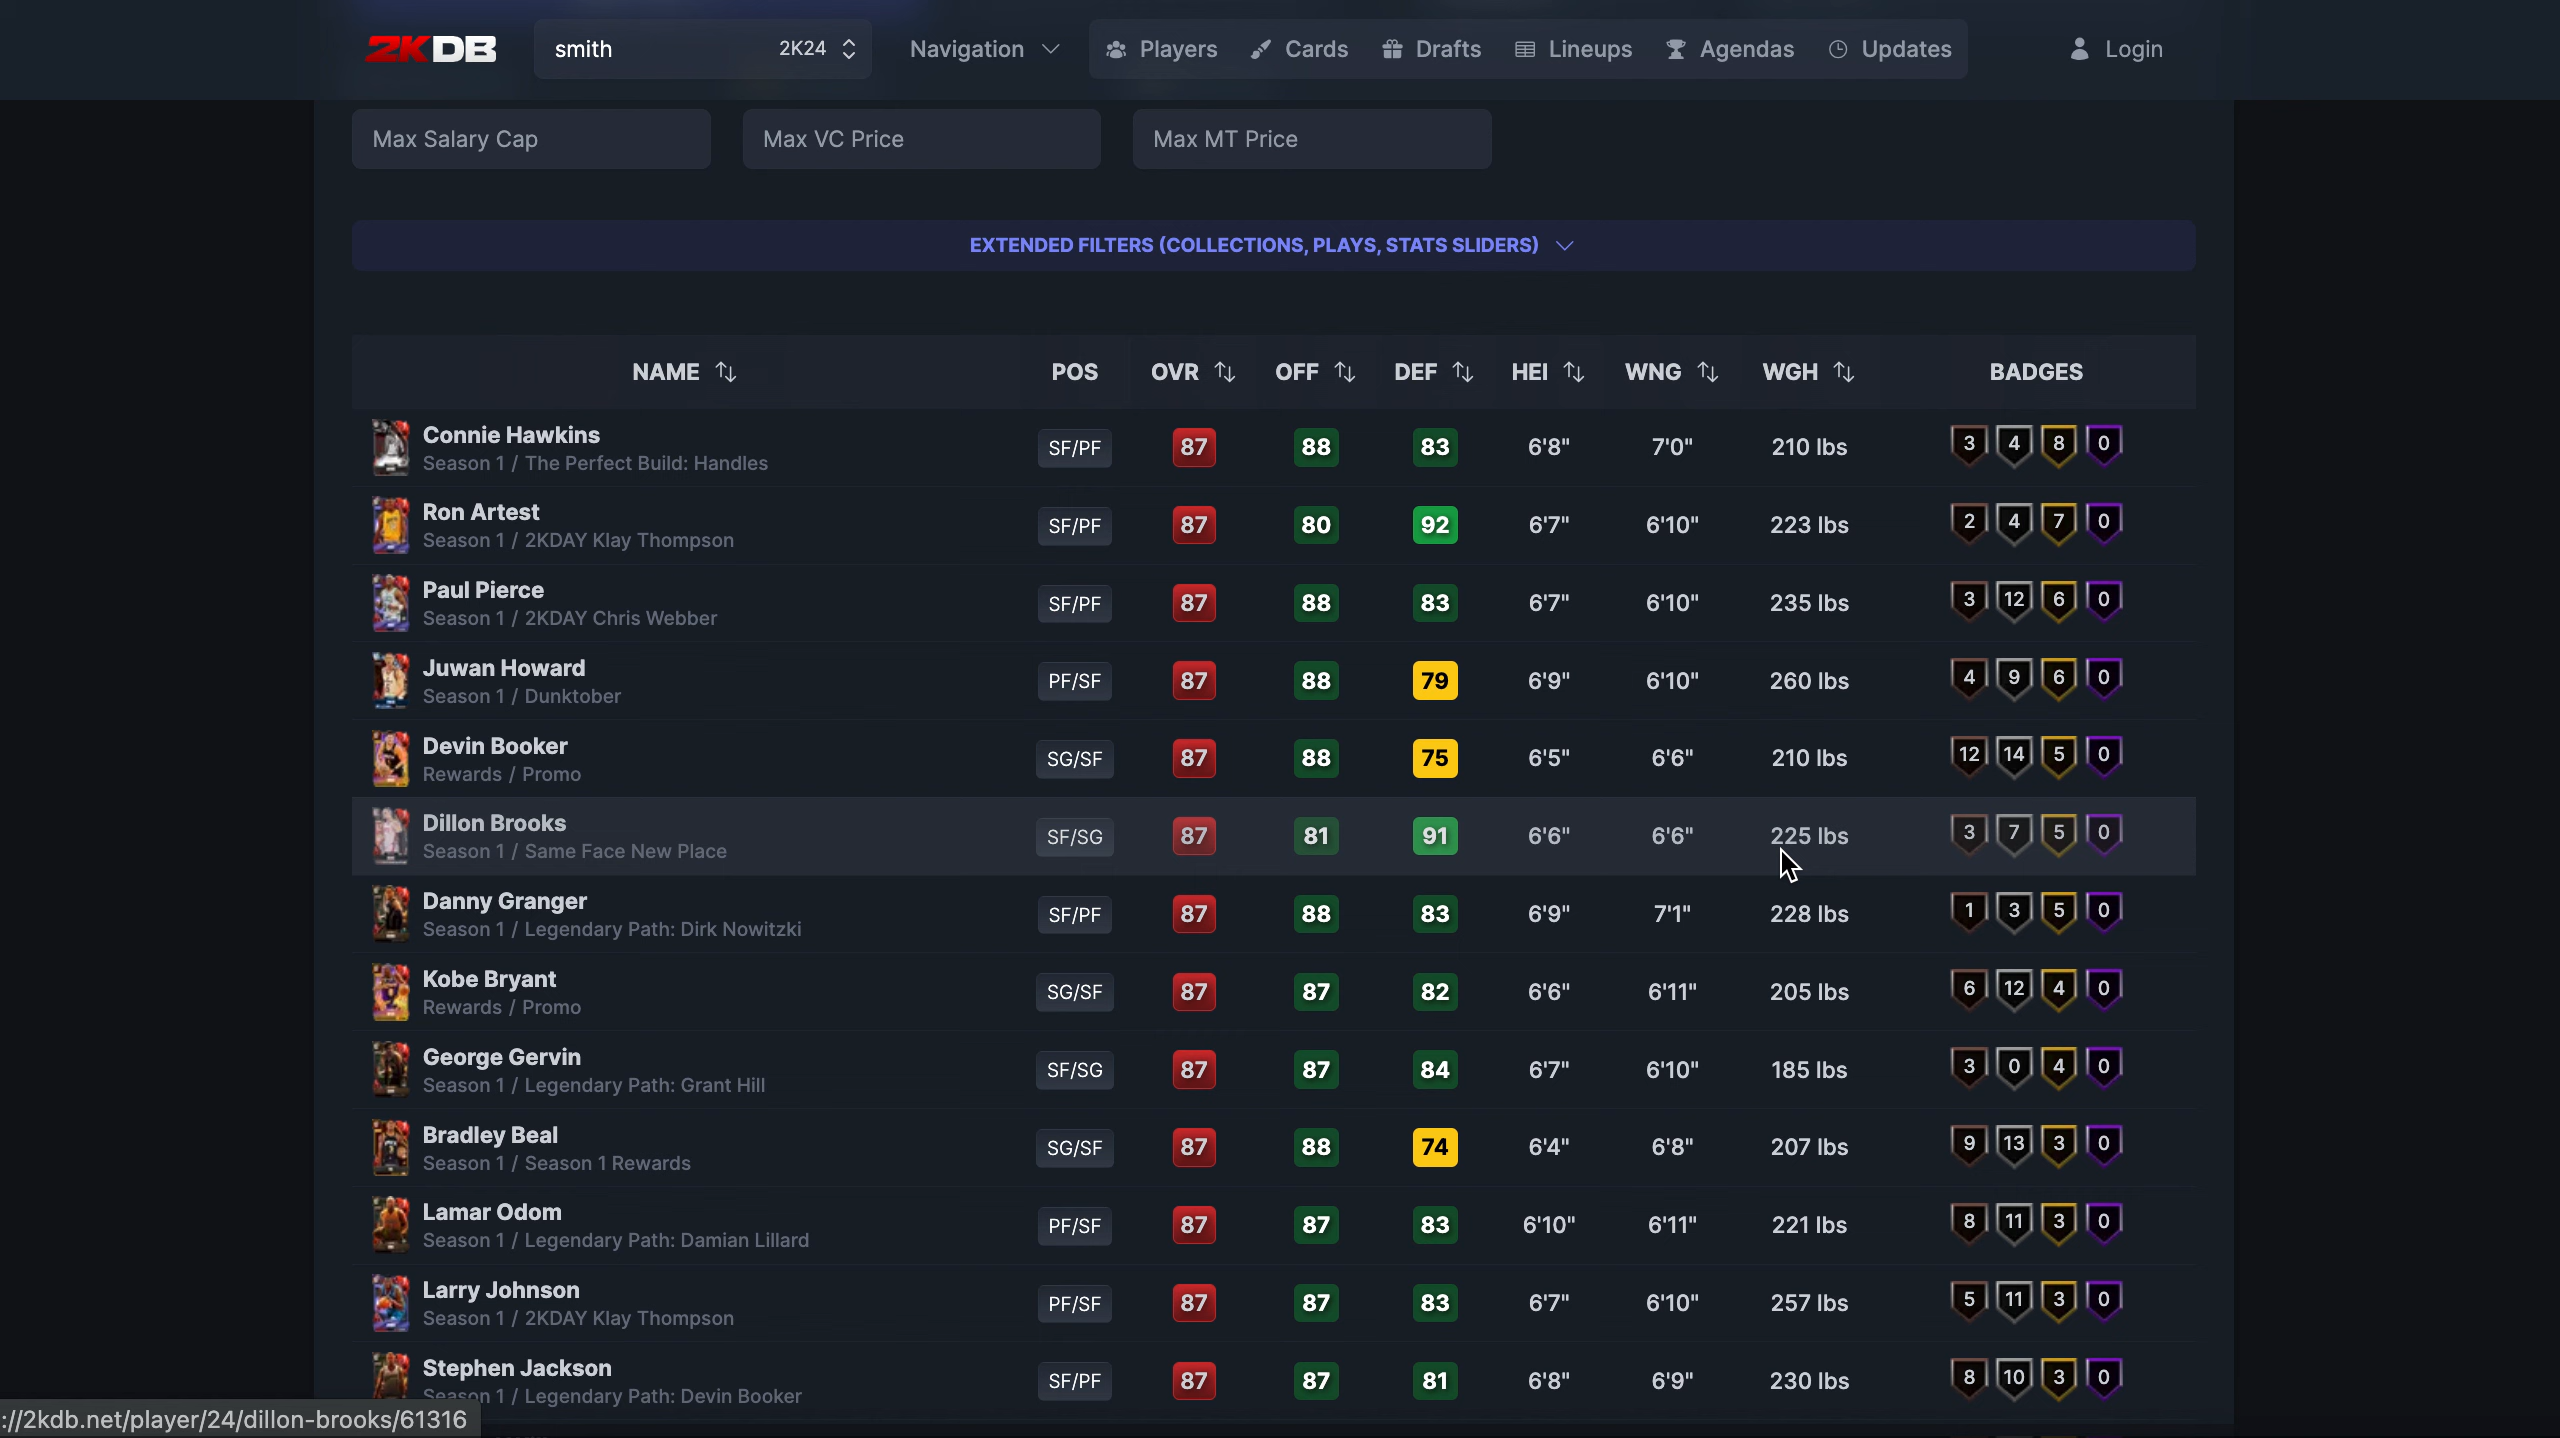 2KDB smith 2K24 Navigation Players Cards Drafts Lineups Agendas Updates Login
Max Salary Cap Max VC Price Max MT Price
EXTENDED FILTERS (COLLECTIONS, PLAYS, STATS SLIDERS)
NAME POS OVR OFF DEF HEI WNG WGH BADGES
Connie Hawkins
Season 1 / The Perfect Build: Handles
SF/PF 87 88 83 6'8" 7'0" 210 lbs 3 4 8 0
Ron Artest
Season 1 / 2KDAY Klay Thompson
SF/PF 87 80 92 6'7" 6'10" 223 lbs 2 4 7 0
Paul Pierce
Season 1 / 2KDAY Chris Webber
SF/PF 87 88 83 6'7" 6'10" 235 lbs 3 12 6 0
Juwan Howard
Season 1 / Dunktober
PF/SF 87 88 79 6'9" 6'10" 260 lbs 4 9 6 0
Devin Booker
Rewards / Promo
SG/SF 87 88 75 6'5" 6'6" 210 lbs 12 14 5 0
Dillon Brooks
Season 1 / Same Face New Place
SF/SG 87 81 91 6'6" 6'6" 225 lbs 3 7 5 0
Danny Granger
Season 1 / Legendary Path: Dirk Nowitzki
SF/PF 87 88 83 6'9" 7'1" 228 lbs 1 3 5 0
Kobe Bryant
Rewards / Promo
SG/SF 87 87 82 6'6" 6'11" 205 lbs 6 12 4 0
George Gervin
Season 1 / Legendary Path: Grant Hill
SF/SG 87 87 84 6'7" 6'10" 185 lbs 3 0 4 0
Bradley Beal
Season 1 / Season 1 Rewards
SG/SF 87 88 74 6'4" 6'8" 207 lbs 9 13 3 0
Lamar Odom
Season 1 / Legendary Path: Damian Lillard
PF/SF 87 87 83 6'10" 6'11" 221 lbs 8 11 3 0
Larry Johnson
Season 1 / 2KDAY Klay Thompson
PF/SF 87 87 83 6'7" 6'10" 257 lbs 5 11 3 0
Stephen Jackson
Season 1 / Legendary Path: Devin Booker
SF/PF 87 87 81 6'8" 6'9" 230 lbs 8 10 3 0
://2kdb.net/player/24/dillon-brooks/61316